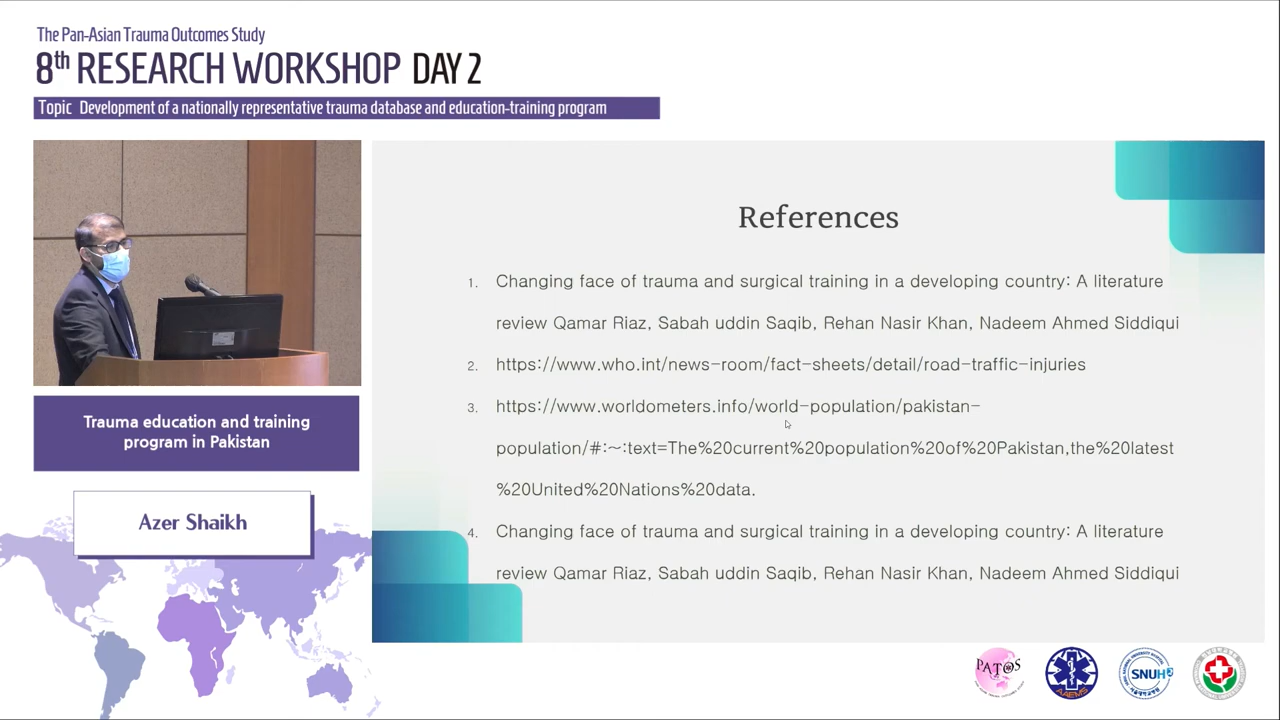 The Pan-Asian Trauma Outcomes Study
8th RESEARCH WORKSHOP DAY 2
Topic Development of a nationally representative trauma database and education-training program
References
1. Changing face of trauma and surgical training in a developing country: A literature
review Qamar Riaz, Sabah uddin Saqib, Rehan Nasir Khan, Nadeem Ahmed Siddiqui
2. https://www.who.int/news-room/fact-sheets/detail/road-traffic-injuries
3. https://www.worldometers.info/world-population/pakistan-
population/#:~:text=The%20current%20population%20of%20Pakistan,the%20latest
%20United%20Nations%20data.
4. Changing face of trauma and surgical training in a developing country: A literature
review Qamar Riaz, Sabah uddin Saqib, Rehan Nasir Khan, Nadeem Ahmed Siddiqui
Trauma education and training
program in Pakistan
Azer Shaikh
PATOS
AAEMS
SNUH